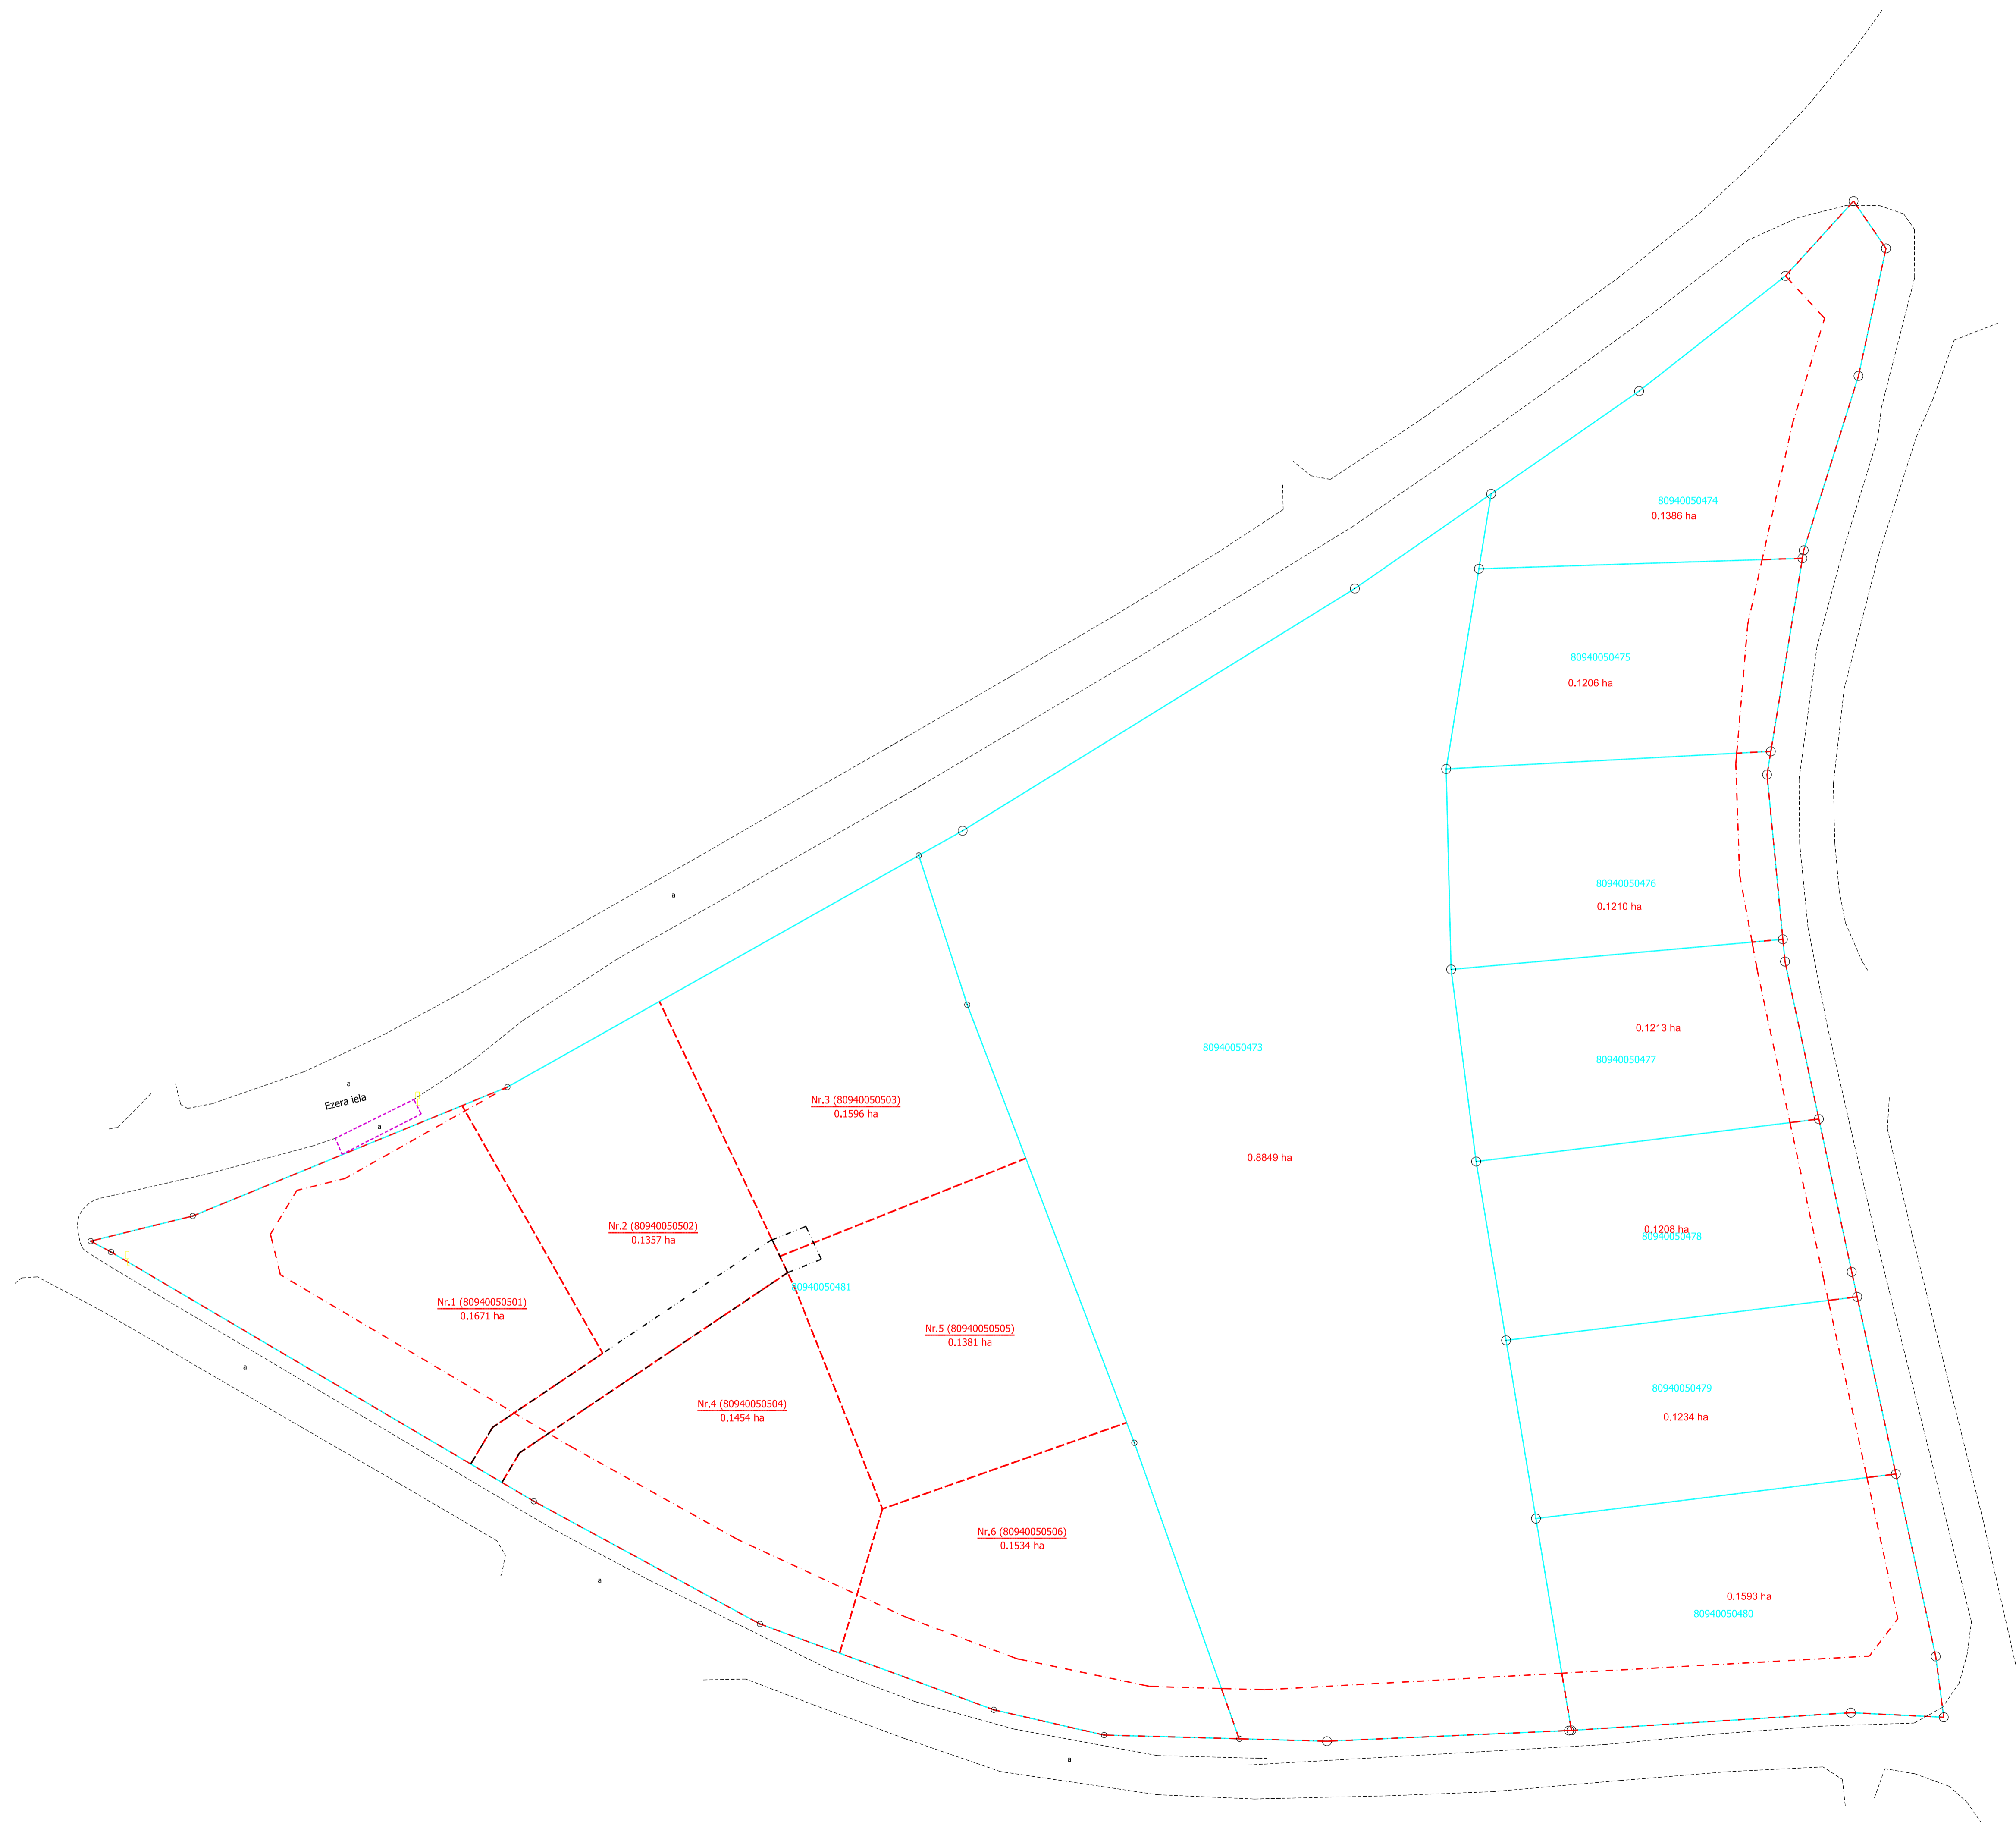 80940050474
0.1386 ha
80940050475
0.1206 ha
80940050476
0.1210 ha
a
0.1213 ha
80940050473
80940050477
a
Ezera iela
Nr.3 (80940050503)
0.1596 ha
a
0.8849 ha
Nr.2 (80940050502)
0.1357 ha
0.1208 ha
80940050478
80940050481
Nr.1 (80940050501)
0.1671 ha
Nr.5 (80940050505)
0.1381 ha
a
80940050479
Nr.4 (80940050504)
0.1454 ha
0.1234 ha
Nr.6 (80940050506)
0.1534 ha
a
0.1593 ha
80940050480
a